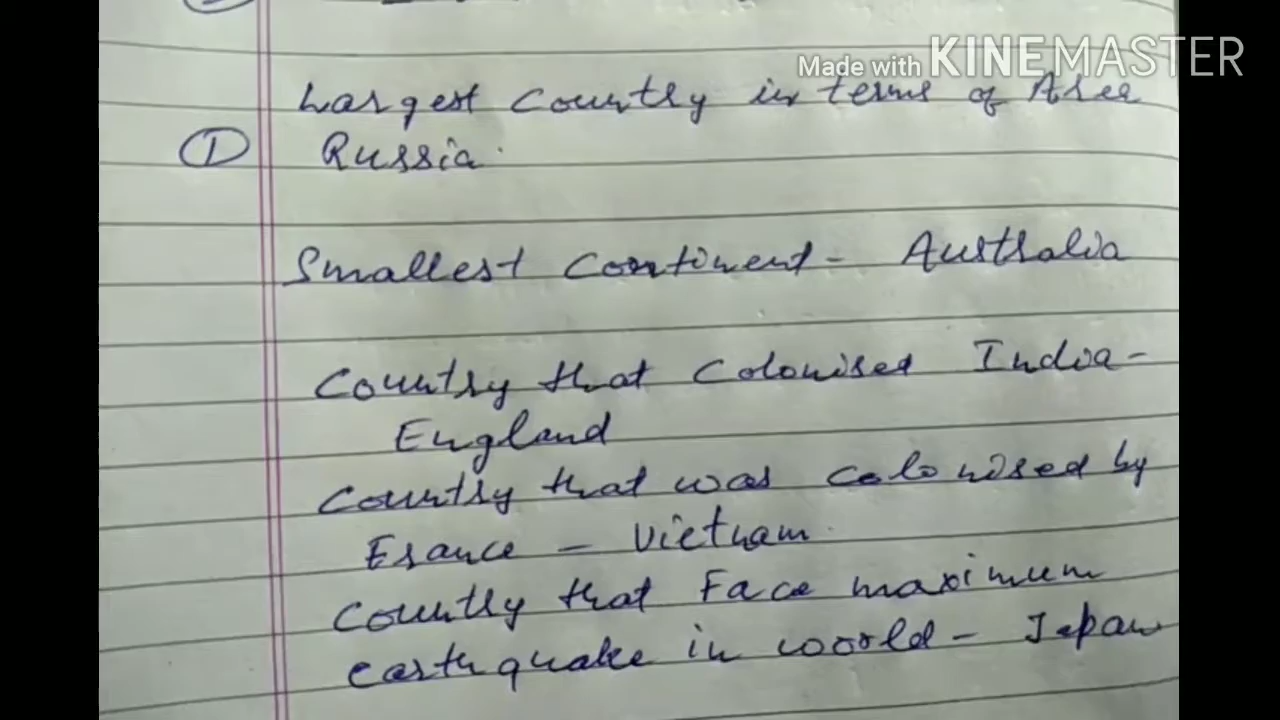 Made with KINEMASTER
Largest Country in terms of Area
① Russia.
Smallest Continent - Australia
Country that Colonised India -
England
Country that was colonised by
France - Vietnam.
Country that Face maximum
earthquake in world - Japan